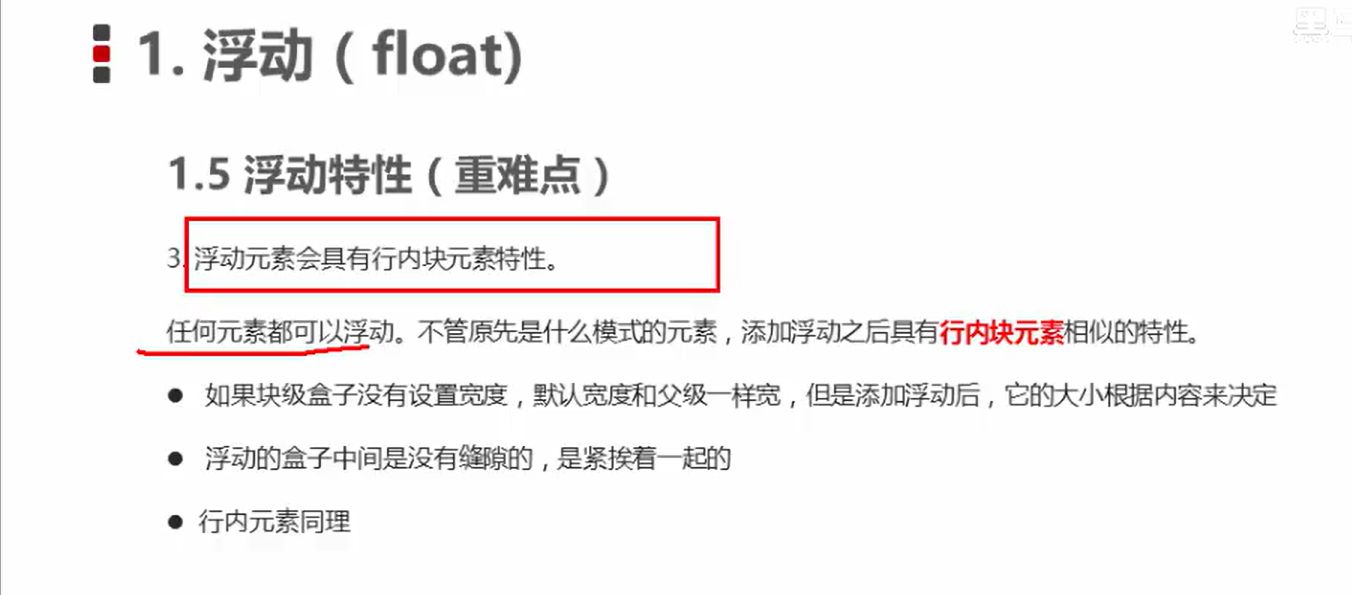 1. 浮动（float)
1.5 浮动特性（重难点）
3. 浮动元素会具有行内块元素特性。
任何元素都可以浮动。不管原先是什么模式的元素，添加浮动之后具有行内块元素相似的特性。
● 如果块级盒子没有设置宽度，默认宽度和父级一样宽，但是添加浮动后，它的大小根据内容来决定
● 浮动的盒子中间是没有缝隙的，是紧挨着一起的
● 行内元素同理